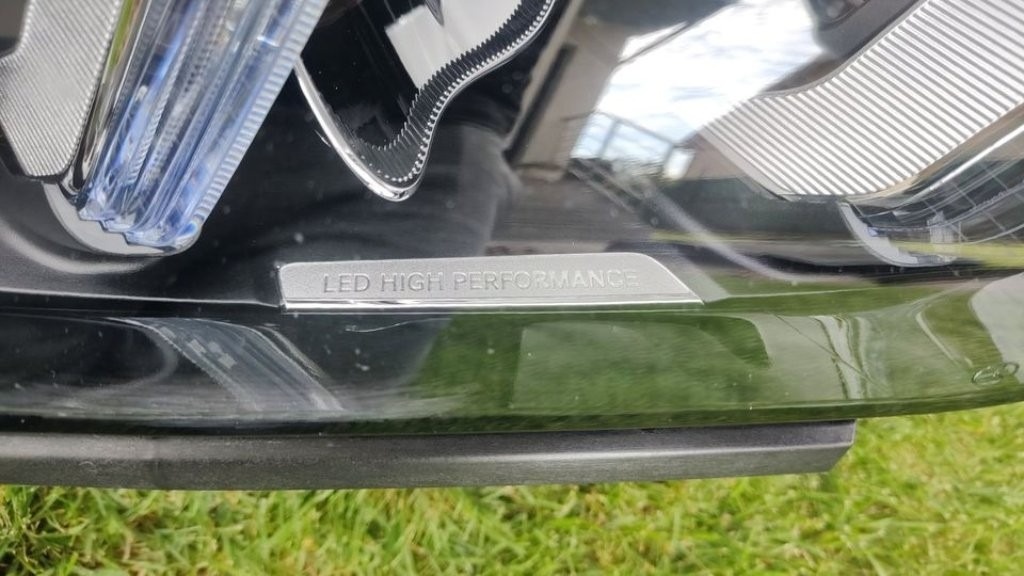 LED HIGH PERFORMANCE